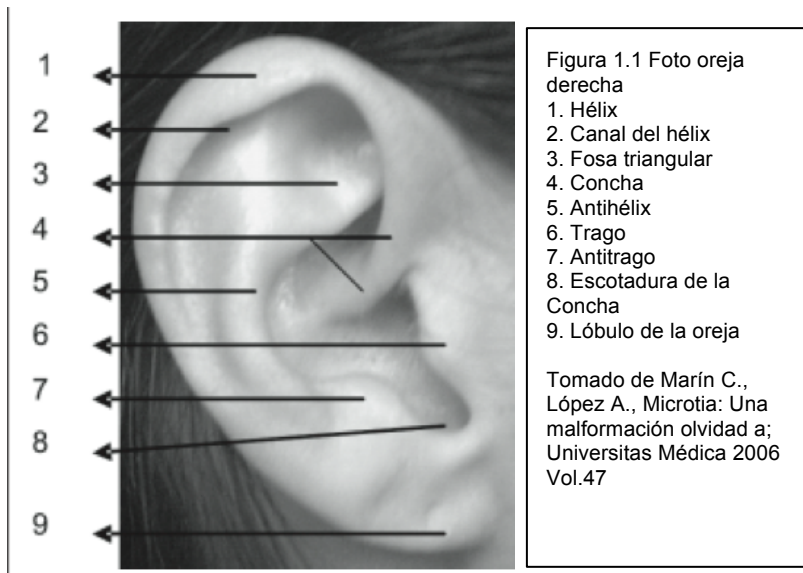 1
2
3
4
5
6
7
8
9
Figura 1.1 Foto oreja
derecha
1. Hélix
2. Canal del hélix
3. Fosa triangular
4. Concha
5. Antihélix
6. Trago
7. Antitrago
8. Escotadura de la
Concha
9. Lóbulo de la oreja
Tomado de Marín C.,
López A., Microtia: Una
malformación olvidad a;
Universitas Médica 2006
Vol.47